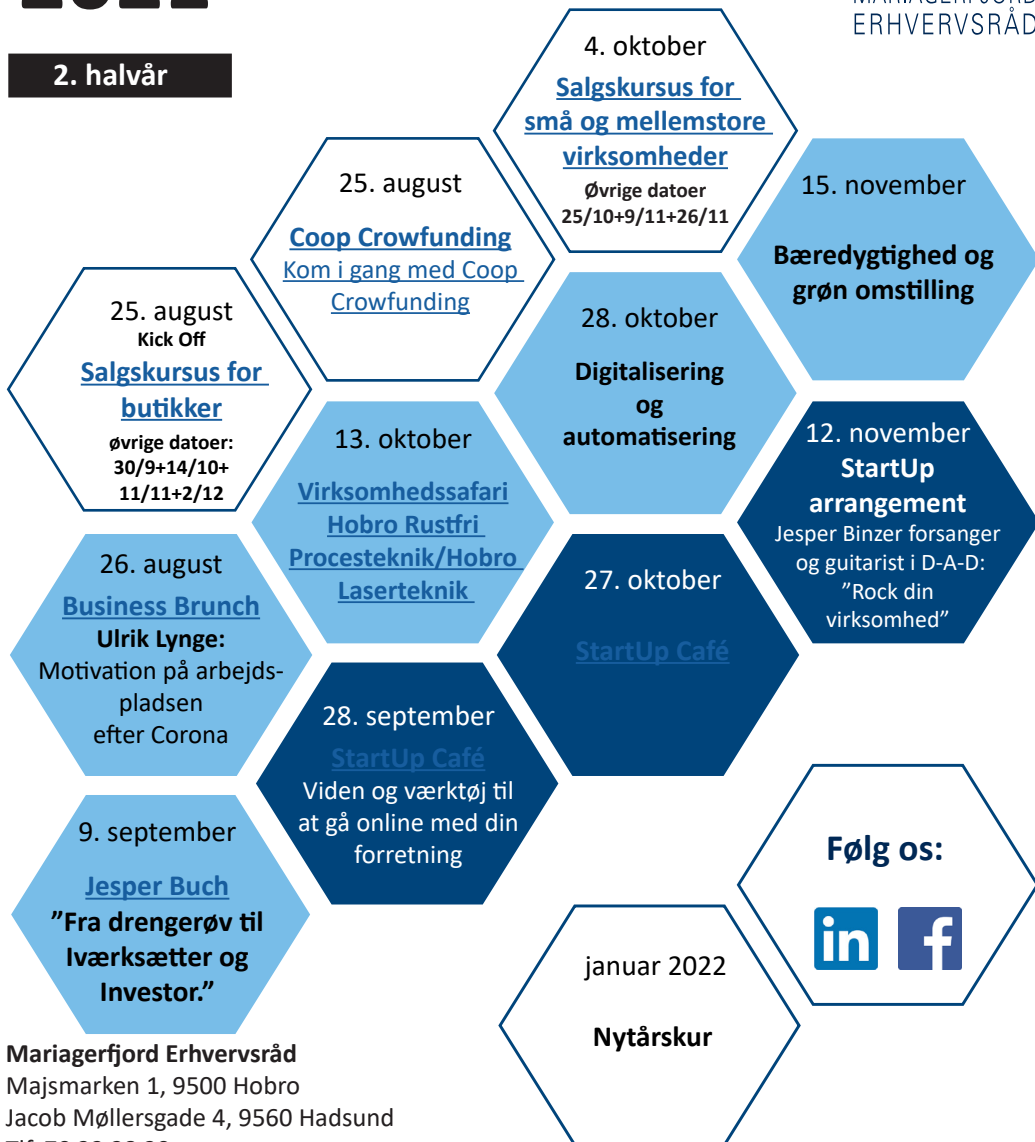 2021
2. halvår
MARIAGERFJORD
ERHVERVSRÅD
4. oktober
Salgskursus for
små og mellemstore
virksomheder
Øvrige datoer
25/10+9/11+26/11
25. august
Coop Crowfunding
Kom i gang med Coop
Crowfunding
15. november
Bæredygtighed og
grøn omstilling
25. august
Kick Off
Salgskursus for
butikker
øvrige datoer:
30/9+14/10+
11/11+2/12
28. oktober
Digitalisering
og
automatisering
13. oktober
Virksomhedssafari
Hobro Rustfri
Procesteknik/Hobro
Laserteknik
12. november
StartUp
arrangement
Jesper Binzer forsanger
og guitarist i D-A-D:
”Rock din
virksomhed”
26. august
Business Brunch
Ulrik Lynge:
Motivation på arbejds-
pladsen
efter Corona
27. oktober
StartUp Café
28. september
StartUp Café
Viden og værktøj til
at gå online med din
forretning
9. september
Jesper Buch
”Fra drengerøv til
Iværksætter og
Investor.”
Følg os:
in f
januar 2022
Nytårskur
Mariagerfjord Erhvervsråd
Majsmarken 1, 9500 Hobro
Jacob Møllersgade 4, 9560 Hadsund
Tlf.